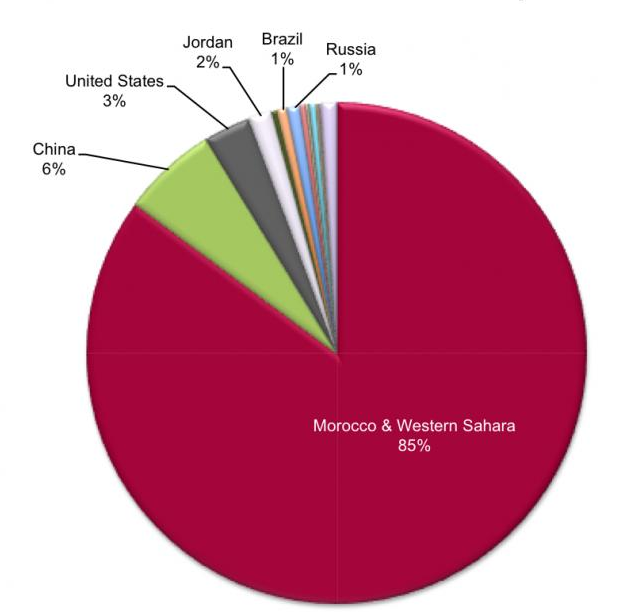 Brazil
1%
Jordan
2%
Russia
1%
United States
3%
China
6%
Morocco & Western Sahara
85%